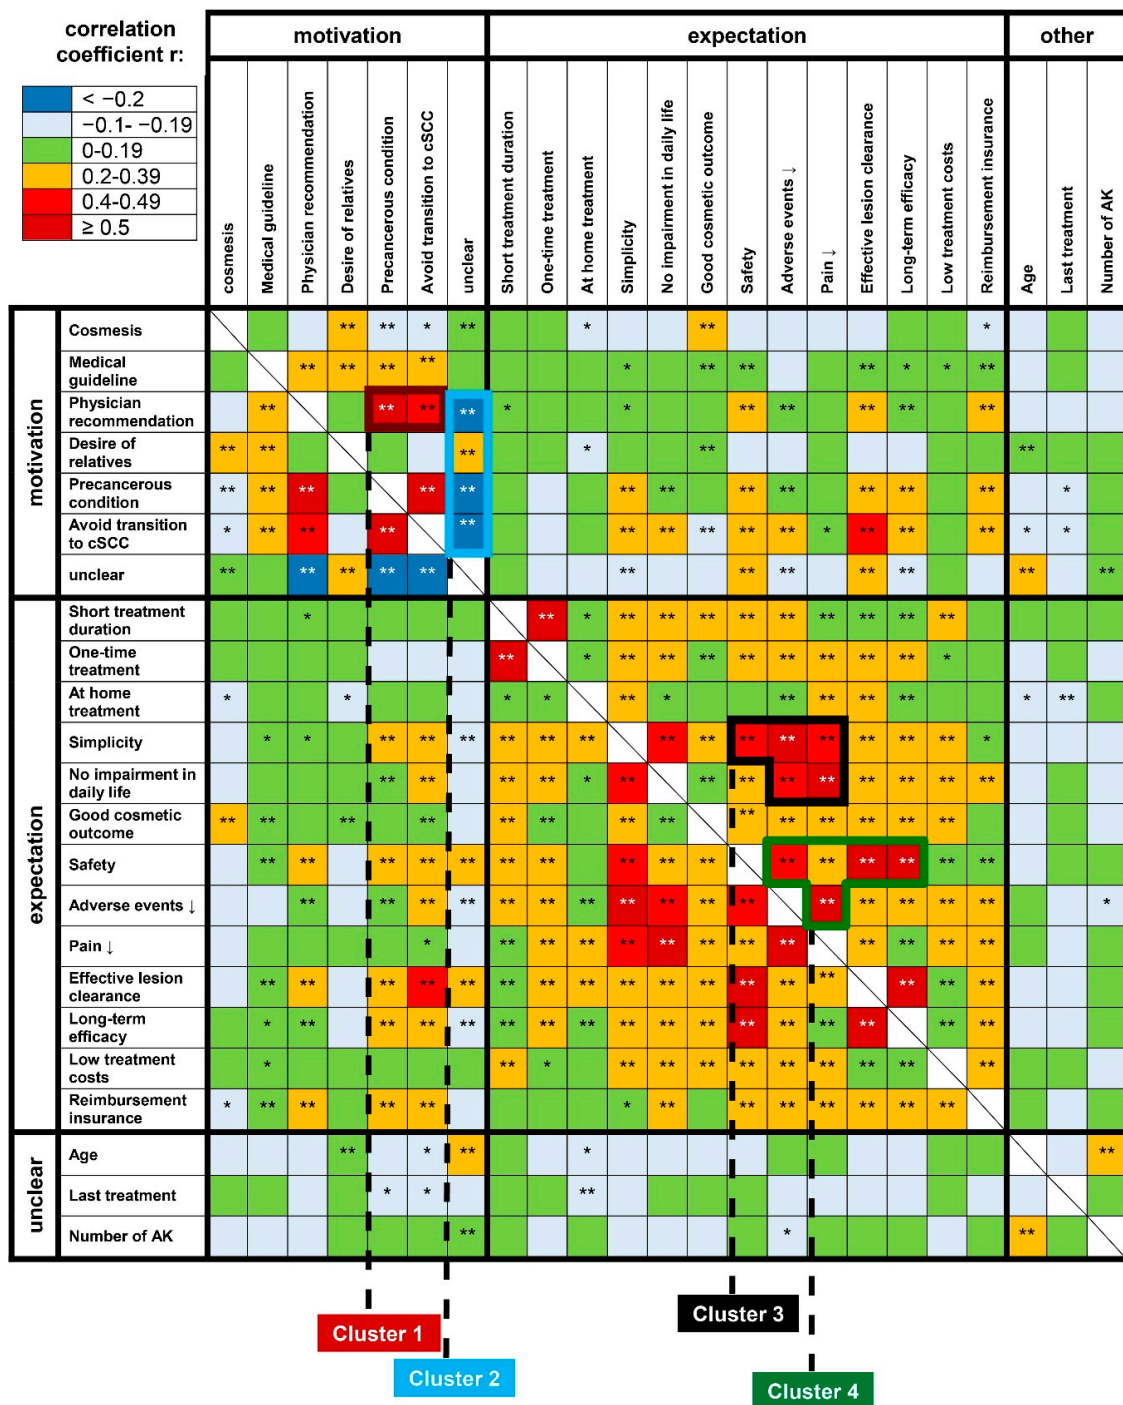 correlation
coefficient r:
< −0.2
−0.1- −0.19
0-0.19
0.2-0.39
0.4-0.49
≥ 0.5
motivation
expectation
other
cosmesis
Medical guideline
Physician recommendation
Desire of relatives
Precancerous condition
Avoid transition to cSCC
unclear
Short treatment duration
One-time treatment
At home treatment
Simplicity
No impairment in daily life
Good cosmetic outcome
Safety
Adverse events ↓
Pain ↓
Effective lesion clearance
Long-term efficacy
Low treatment costs
Reimbursement insurance
Age
Last treatment
Number of AK
motivation
Cosmesis ** ** * ** * ** *
Medical
guideline ** ** ** ** * ** ** ** * * **
Physician
recommendation ** ** ** ** * * ** ** ** ** **
Desire of
relatives ** ** ** * ** **
Precancerous
condition ** ** ** ** ** ** ** ** ** ** ** ** *
Avoid transition
to cSCC * ** ** ** ** ** ** ** ** ** * ** ** ** * *
unclear ** ** ** ** ** ** ** ** ** ** ** **
expectation
Short treatment
duration * ** * ** ** ** ** ** ** ** ** **
One-time
treatment ** * ** ** ** ** ** ** ** ** *
At home
treatment * * * * ** * ** ** ** ** * **
Simplicity * * ** ** ** ** ** ** ** ** ** ** ** ** ** ** *
No impairment in
daily life ** ** ** ** * ** ** ** ** ** ** ** ** **
Good cosmetic
outcome ** ** ** ** ** ** ** ** ** ** ** ** ** **
Safety ** ** ** ** ** ** ** ** ** ** ** ** ** ** ** **
Adverse events ↓ ** ** ** ** ** ** ** ** ** ** ** ** ** ** ** ** *
Pain ↓ * ** ** ** ** ** ** ** ** ** ** ** **
Effective lesion
clearance ** ** ** ** ** ** ** ** ** ** ** ** ** ** ** ** **
Long-term
efficacy * ** ** ** ** ** ** ** ** ** ** ** ** ** ** ** **
Low treatment
costs * ** * ** ** ** ** ** ** ** ** **
Reimbursement
insurance * ** ** ** ** * ** ** ** ** ** ** **
unclear
Age ** * ** * **
Last treatment * * **
Number of AK ** * **
Cluster 1
Cluster 2
Cluster 3
Cluster 4